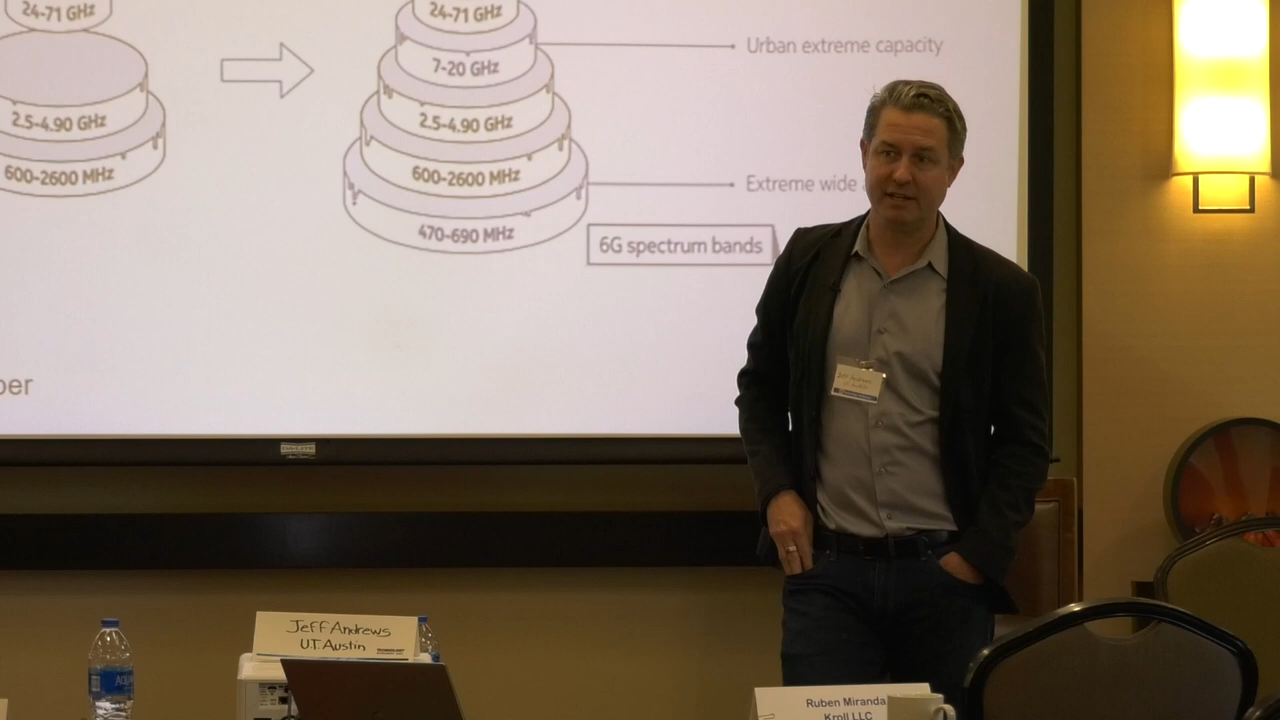 24-71 GHz
2.5-4.90 GHz
600-2600 MHz
24-71 GHz
7-20 GHz
2.5-4.90 GHz
600-2600 MHz
470-690 MHz
Urban extreme capacity
Extreme wide
6G spectrum bands
ber
Jeff Andrews
Jeff Andrews
U.T. Austin
Ruben Miranda
Kroll LLC